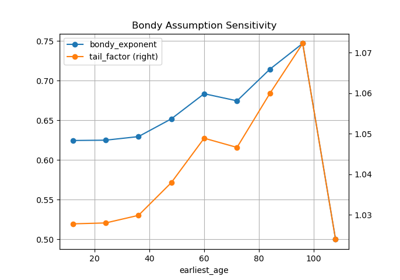 Bondy Assumption Sensitivity
bondy_exponent
tail_factor (right)
0.75
0.70
0.65
0.60
0.55
0.50
1.07
1.06
1.05
1.04
1.03
20 40 60 80 100
earliest_age